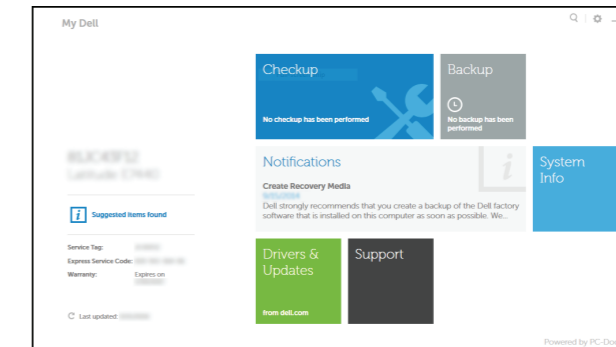 My Dell
Checkup
No checkup has been performed
Backup
No backup has been
performed
Notifications
Create Recovery Media
Dell strongly recommends that you create a backup of the Dell factory
software that is installed on this computer as soon as possible. We...
System
Info
Suggested items found
Service Tag:
Express Service Code:
Warranty: Expires on
Last updated:
Drivers &
Updates
from dell.com
Support
Powered by